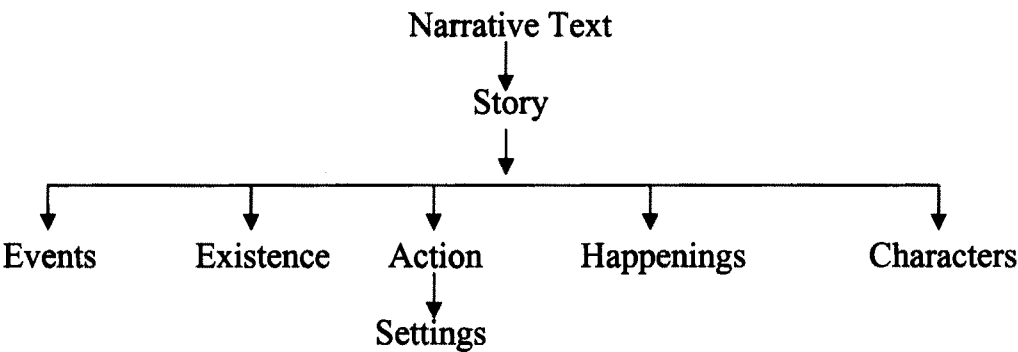 Narrative Text
Story
Events Existence Action Happenings Characters
Settings